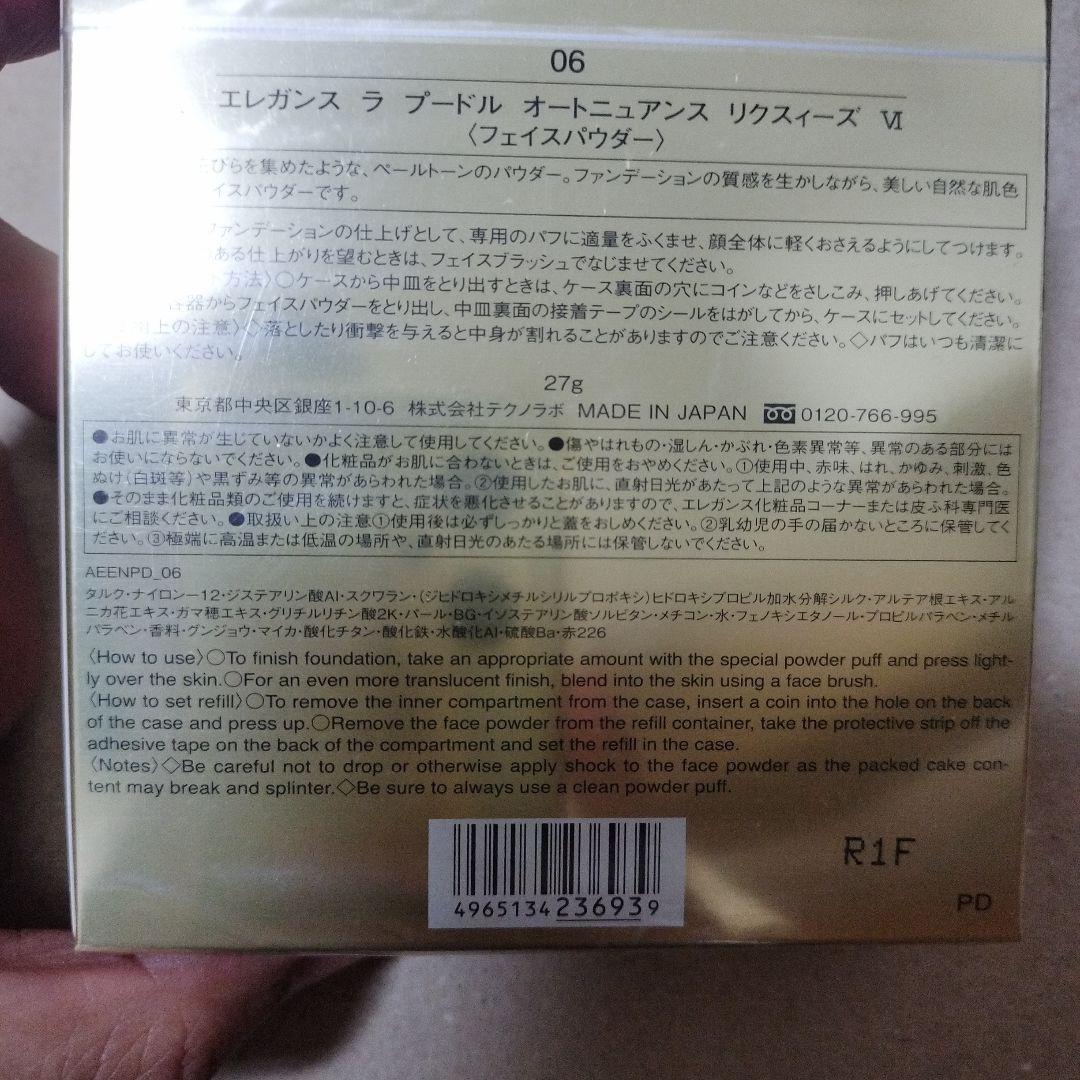 06
エレガンス ラ プードル オートニュアンス リクスィーズ Ⅵ
〈フェイスパウダー〉
びらを集めたような、ペールトーンのパウダー。ファンデーションの質感を生かしながら、美しい自然な肌色
イスパウダーです。
ファンデーションの仕上げとして、専用のパフに適量をふくませ、顔全体に軽くおさえるようにしてつけます。
ある仕上がりを望むときは、フェイスブラッシュでなじませてください。
方法〉○ケースから中皿をとり出すときは、ケース裏面の穴にコインなどをさしこみ、押しあげてください。
容器からフェイスパウダーをとり出し、中皿裏面の接着テープのシールをはがしてから、ケースにセットしてください。
上の注意〉◇落としたり衝撃を与えると中身が割れることがありますのでご注意ください。◇パフはいつも清潔に
してお使いください。
27g
東京都中央区銀座1-10-6 株式会社テクノラボ MADE IN JAPAN 0120-766-995
●お肌に異常が生じていないかよく注意して使用してください。●傷やはれもの・湿しん・かぶれ・色素異常等、異常のある部分には
お使いにならないでください。●化粧品がお肌に合わないときは、ご使用をおやめください。①使用中、赤味、はれ、かゆみ、刺激、色
ぬけ(白斑等)や黒ずみ等の異常があらわれた場合。②使用したお肌に、直射日光があたって上記のような異常があらわれた場合。
●そのまま化粧品類のご使用を続けますと、症状を悪化させることがありますので、エレガンス化粧品コーナーまたは皮ふ科専門医
にご相談ください。●取扱い上の注意①使用後は必ずしっかりと蓋をおしめください。②乳幼児の手の届かないところに保管してく
ださい。③極端に高温または低温の場所や、直射日光のあたる場所には保管しないでください。
AEENPD_06
タルク・ナイロン-12・ジステアリン酸Al・スクワラン・(ジヒドロキシメチルシリルプロポキシ)ヒドロキシプロピル加水分解シルク・アルテア根エキス・アル
ニカ花エキス・ガマ穂エキス・グリチルリチン酸2K・パール・BG・イソステアリン酸ソルビタン・メチコン・水・フェノキシエタノール・プロピルパラベン・メチル
パラベン・香料・グンジョウ・マイカ・酸化チタン・酸化鉄・水酸化Al・硫酸Ba・赤226
〈How to use〉○To finish foundation, take an appropriate amount with the special powder puff and press light-
ly over the skin.○For an even more translucent finish, blend into the skin using a face brush.
〈How to set refill〉○To remove the inner compartment from the case, insert a coin into the hole on the back
of the case and press up.○Remove the face powder from the refill container, take the protective strip off the
adhesive tape on the back of the compartment and set the refill in the case.
〈Notes〉◇Be careful not to drop or otherwise apply shock to the face powder as the packed cake con-
tent may break and splinter.◇Be sure to always use a clean powder puff.
4965134236939
R1F
PD